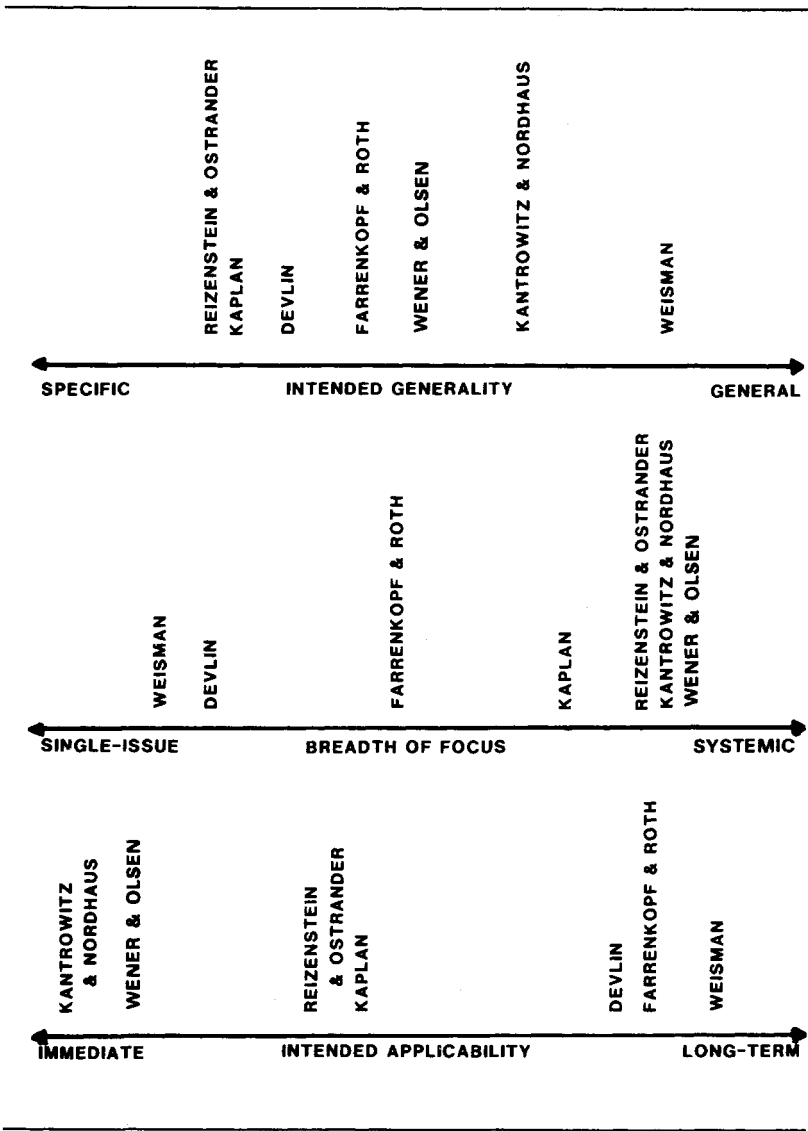 REIZENSTEIN & OSTRANDER
KAPLAN
DEVLIN
FARRENKOPF & ROTH
WENER & OLSEN
KANTROWITZ & NORDHAUS
WEISMAN
SPECIFIC INTENDED GENERALITY GENERAL
WEISMAN
DEVLIN
FARRENKOPF & ROTH
KAPLAN
REIZENSTEIN & OSTRANDER
KANTROWITZ & NORDHAUS
WENER & OLSEN
SINGLE-ISSUE BREADTH OF FOCUS SYSTEMIC
KANTROWITZ
& NORDHAUS
WENER & OLSEN
REIZENSTEIN
& OSTRANDER
KAPLAN
DEVLIN
FARRENKOPF & ROTH
WEISMAN
IMMEDIATE INTENDED APPLICABILITY LONG-TERM